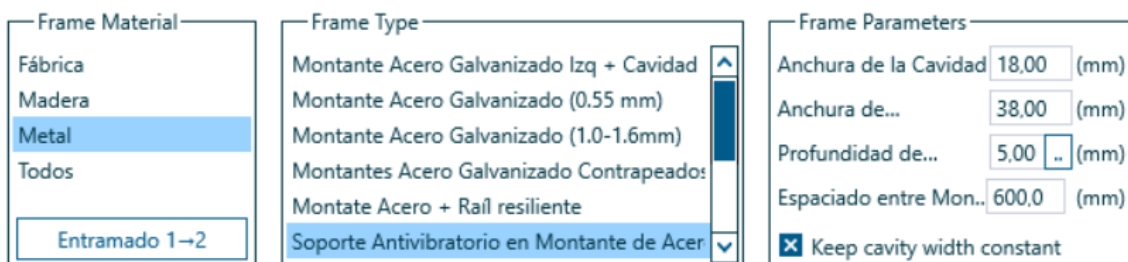 Frame Material
Fábrica
Madera
Metal
Todos
Entramado 1→2
Frame Type
Montante Acero Galvanizado Izq + Cavidad
Montante Acero Galvanizado (0.55 mm)
Montante Acero Galvanizado (1.0-1.6mm)
Montantes Acero Galvanizado Contrapeados
Montate Acero + Raíl resiliente
Soporte Antivibratorio en Montante de Acer
Frame Parameters
Anchura de la Cavidad 18,00 (mm)
Anchura de... 38,00 (mm)
Profundidad de... 5,00 .. (mm)
Espaciado entre Mon.. 600,0 (mm)
Keep cavity width constant